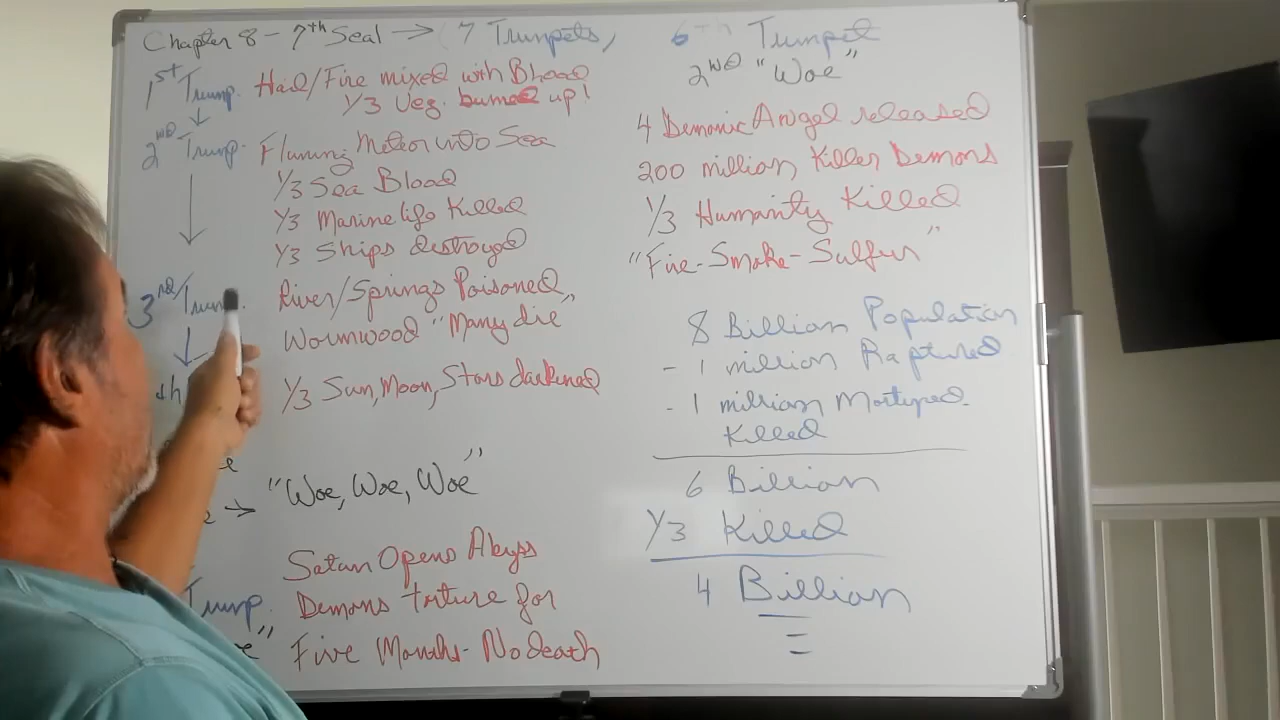 Chapter 8 - 7th Seal → 7 Trumpets,
1st Trump. Hail/Fire mixed with Blood
1/3 Veg. burned up!
2nd Trump. Flaming Meteor into Sea
1/3 Sea Blood
1/3 Marine life Killed
1/3 Ships destroyed
3rd/Trump. River/Springs Poisoned
Wormwood "Many die"
th 1/3 Sun, Moon, Stars darkened
→ "Woe, Woe, Woe"
Satan Opens Abyss
Trump. Demons torture for
" Five Months - No death
6th Trumpet
2nd "Woe"
4 Demonic Angel released
200 million Killer Demons
1/3 Humanity Killed
"Fire-Smoke-Sulfur"
8 Billian Population
- 1 million Raptured
- 1 million Martyred
Killed
6 Billian
1/3 Killed
4 Billian